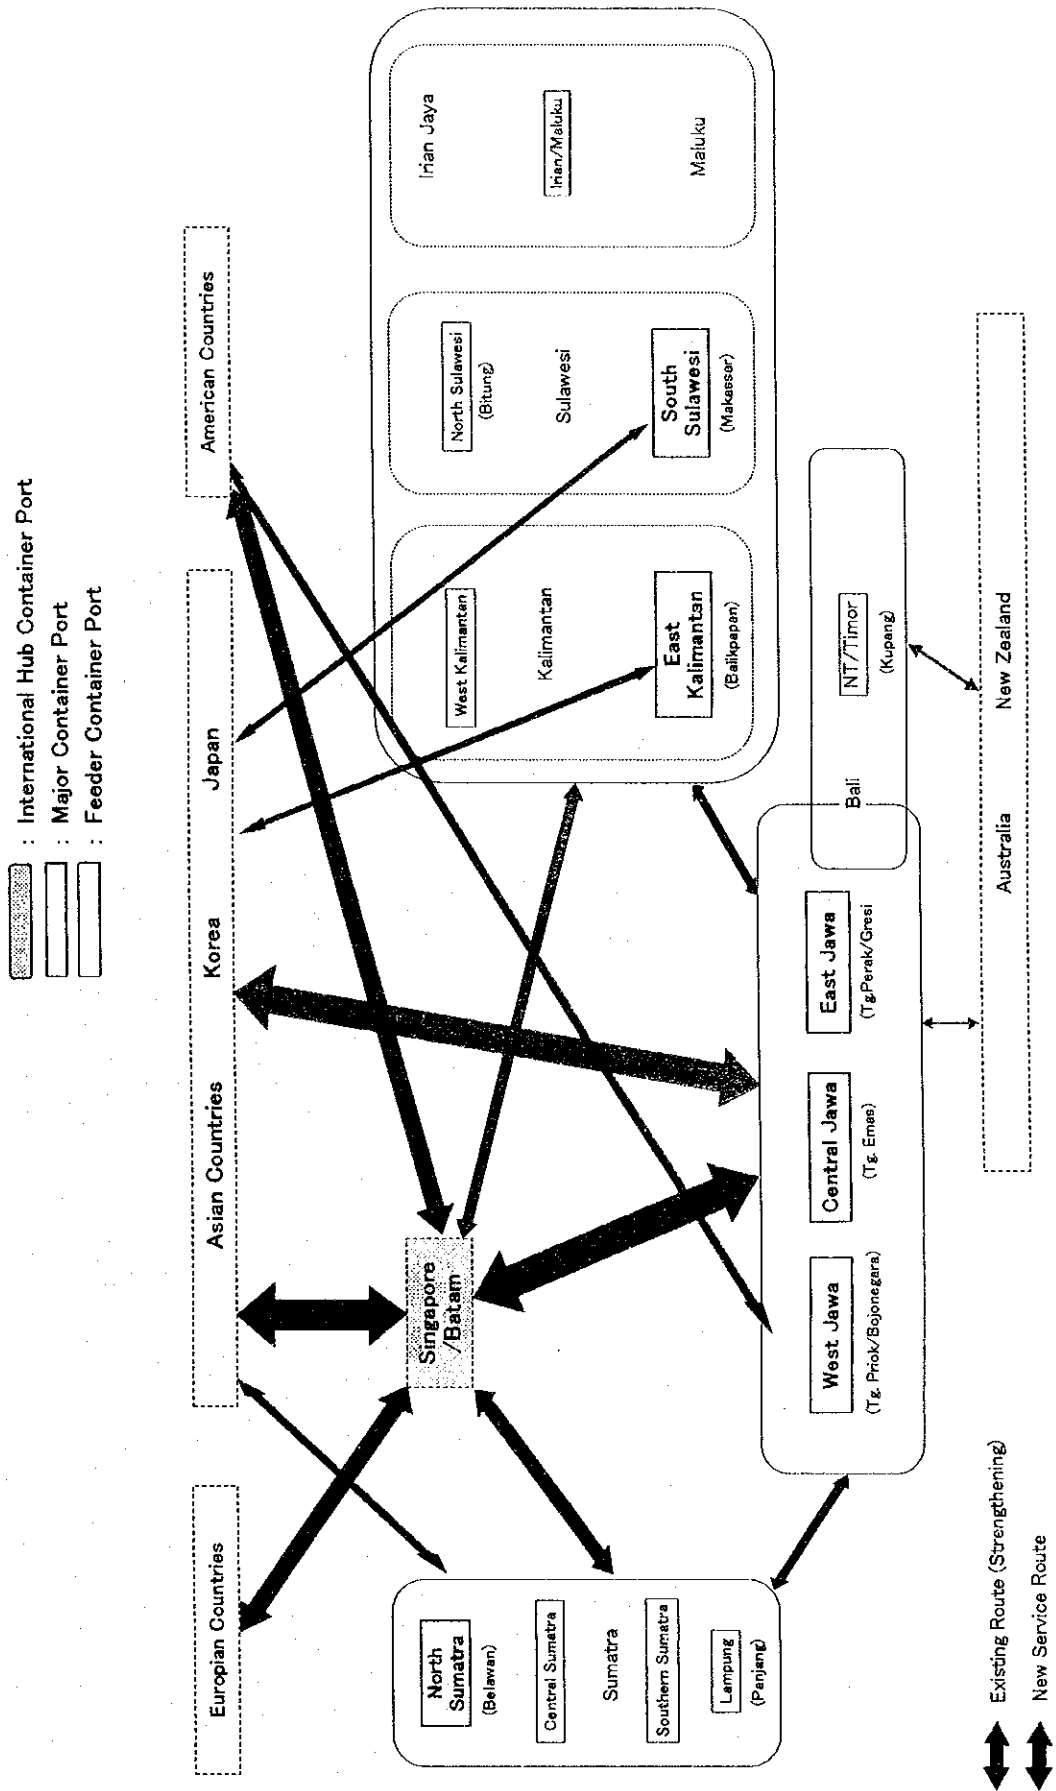 : International Hub Container Port
: Major Container Port
: Feeder Container Port
Europian Countries
Asian Countries
Korea
Japan
American Countries
Singapore
/Batam
North
Sumatra
(Belawan)
Central Sumatra
Sumatra
Southern Sumatra
Lampung
(Panjang)
West Kalimantan
Kalimantan
East
Kalimantan
(Balikpapan)
North Sulawesi
(Bitung)
Sulawesi
South
Sulawesi
(Makassar)
Irian Jaya
Irian/Maluku
Maluku
West Jawa
(Tg. Priok/Bojonegara)
Central Jawa
(Tg. Emas)
East Jawa
(Tg.Perak/Gresi
Bali
NT/Timor
(Kupang)
Australia
New Zealand
Existing Route (Strengthening)
New Service Route